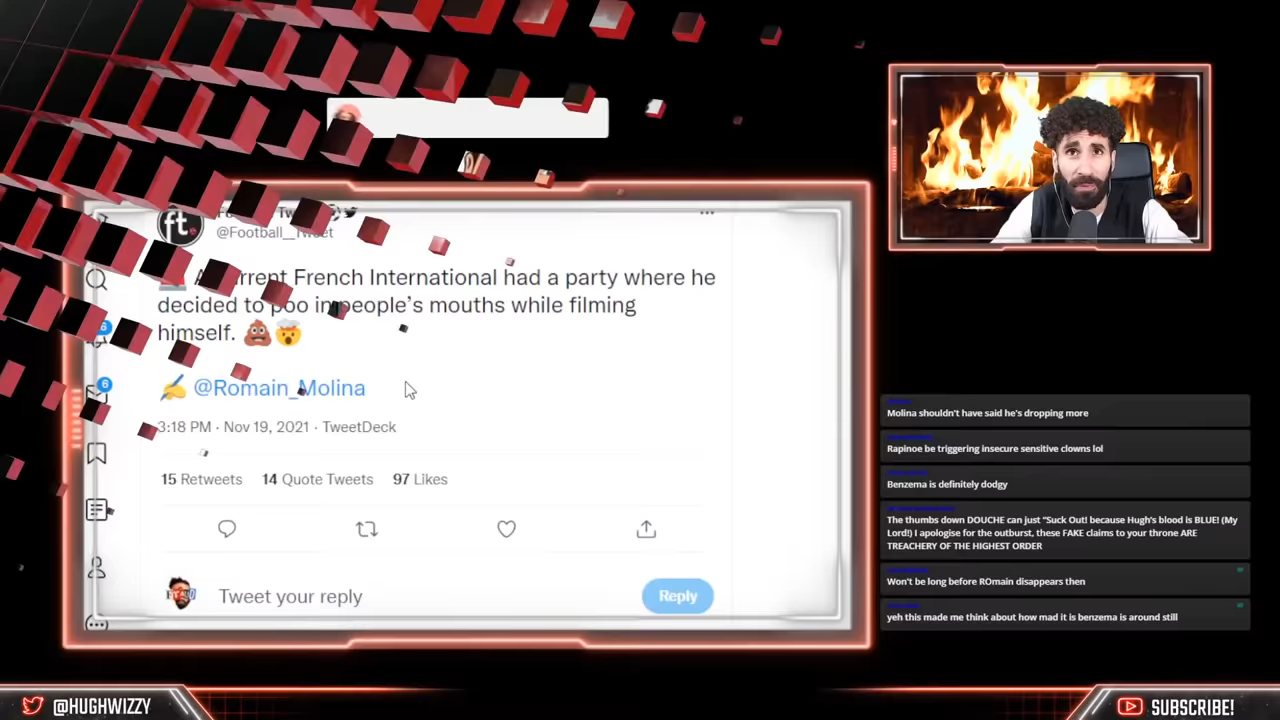 ft
@Football__Tweet
A current French International had a party where he
decided to poo in people's mouths while filming
himself. 💩🤯
✍️ @Romain_Molina
3:18 PM · Nov 19, 2021 · TweetDeck
15 Retweets 14 Quote Tweets 97 Likes
Tweet your reply
Reply
6
6
Molina shouldn't have said he's dropping more
Rapinoe be triggering insecure sensitive clowns lol
Benzema is definitely dodgy
The thumbs down DOUCHE can just "Suck Out! because Hugh's blood is BLUE! (My
Lord!) I apologise for the outburst, these FAKE claims to your throne ARE
TREACHERY OF THE HIGHEST ORDER
Won't be long before ROmain disappears then
yeh this made me think about how mad it is benzema is around still
@HUGHWIZZY
SUBSCRIBE!